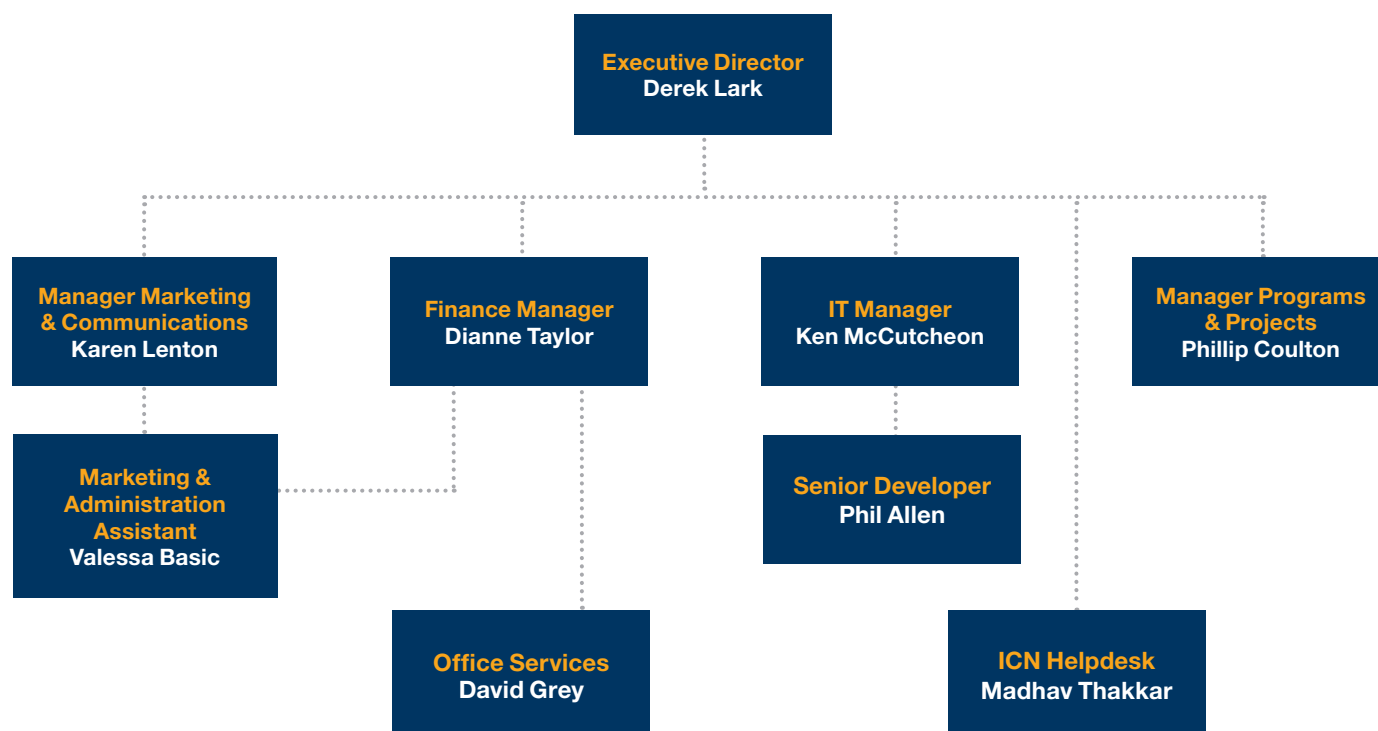 Executive Director
Derek Lark
Manager Marketing
& Communications
Karen Lenton
Finance Manager
Dianne Taylor
IT Manager
Ken McCutcheon
Manager Programs
& Projects
Phillip Coulton
Marketing &
Administration
Assistant
Valessa Basic
Senior Developer
Phil Allen
Office Services
David Grey
ICN Helpdesk
Madhav Thakkar